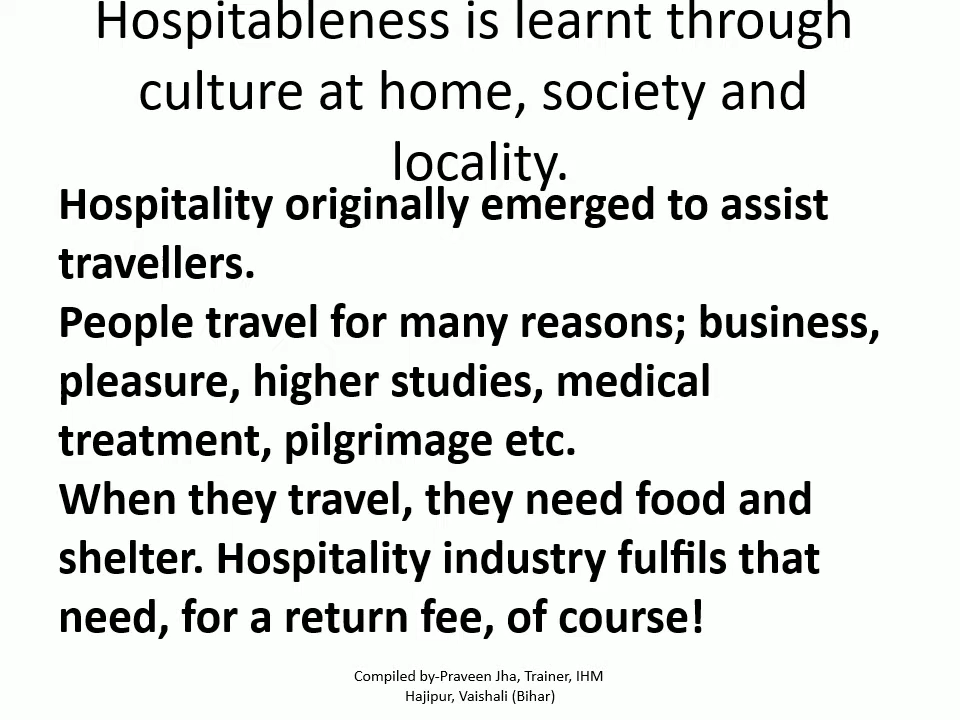 Hospitableness is learnt through
culture at home, society and
locality.
Hospitality originally emerged to assist
travellers.
People travel for many reasons; business,
pleasure, higher studies, medical
treatment, pilgrimage etc.
When they travel, they need food and
shelter. Hospitality industry fulfils that
need, for a return fee, of course!
Compiled by-Praveen Jha, Trainer, IHM
Hajipur, Vaishali (Bihar)